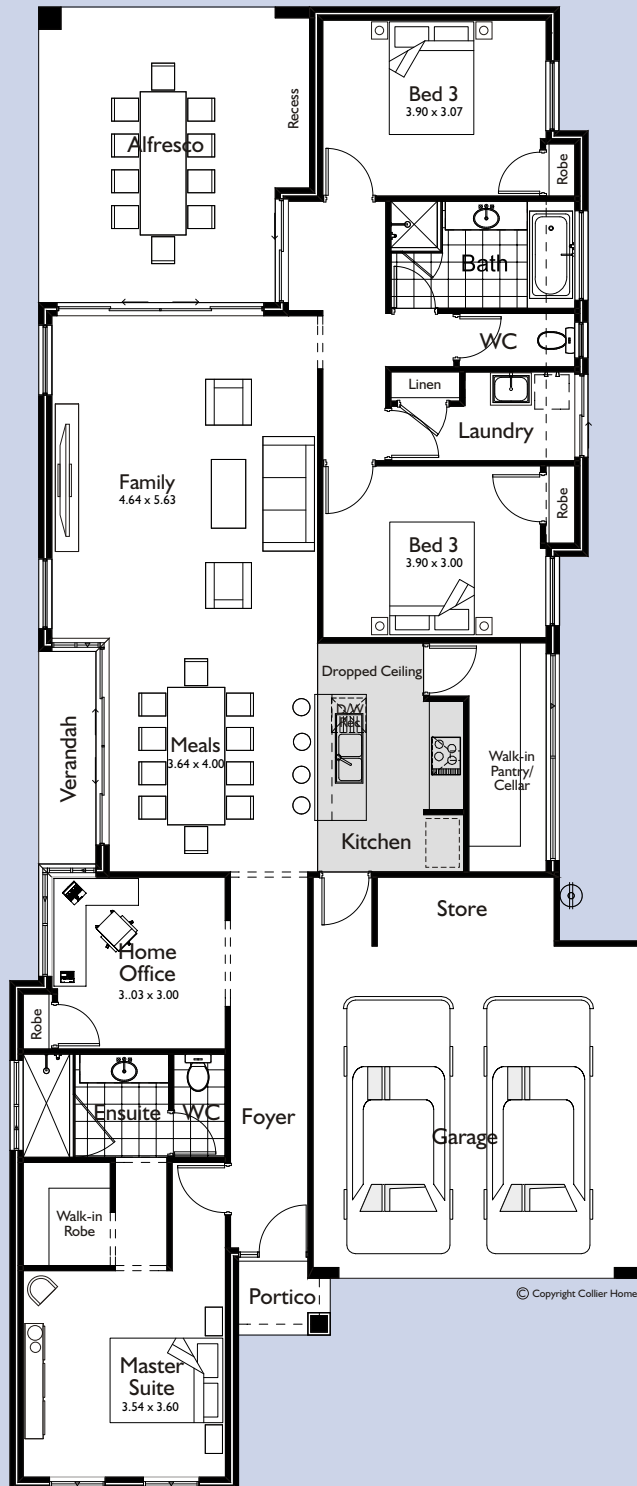 Bed 3
3.90 x 3.07
Recess
Alfresco
Robe
Bath
WC
Linen
Laundry
Family
4.64 x 5.63
Robe
Bed 3
3.90 x 3.00
Dropped Ceiling
D/W
Rec
Verandah
Meals
3.64 x 4.00
Walk-in
Pantry/
Cellar
Kitchen
Store
Home
Office
3..03 x 3.00
Robe
Ensuite
WC
Foyer
Garage
Walk-in
Robe
Portico
© Copyright Collier Home
Master
Suite
3.54 x 3.60